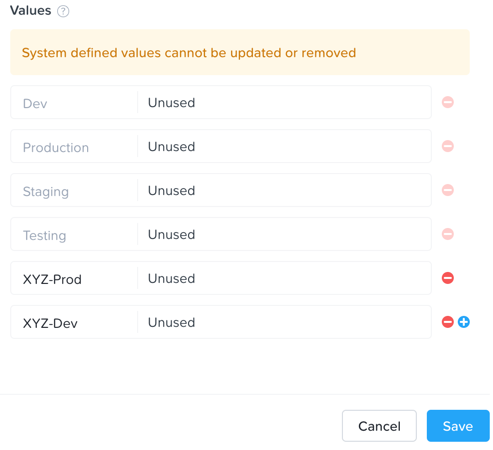 Values ?
System defined values cannot be updated or removed
Dev Unused
Production Unused
Staging Unused
Testing Unused
XYZ-Prod Unused
XYZ-Dev Unused
Cancel Save